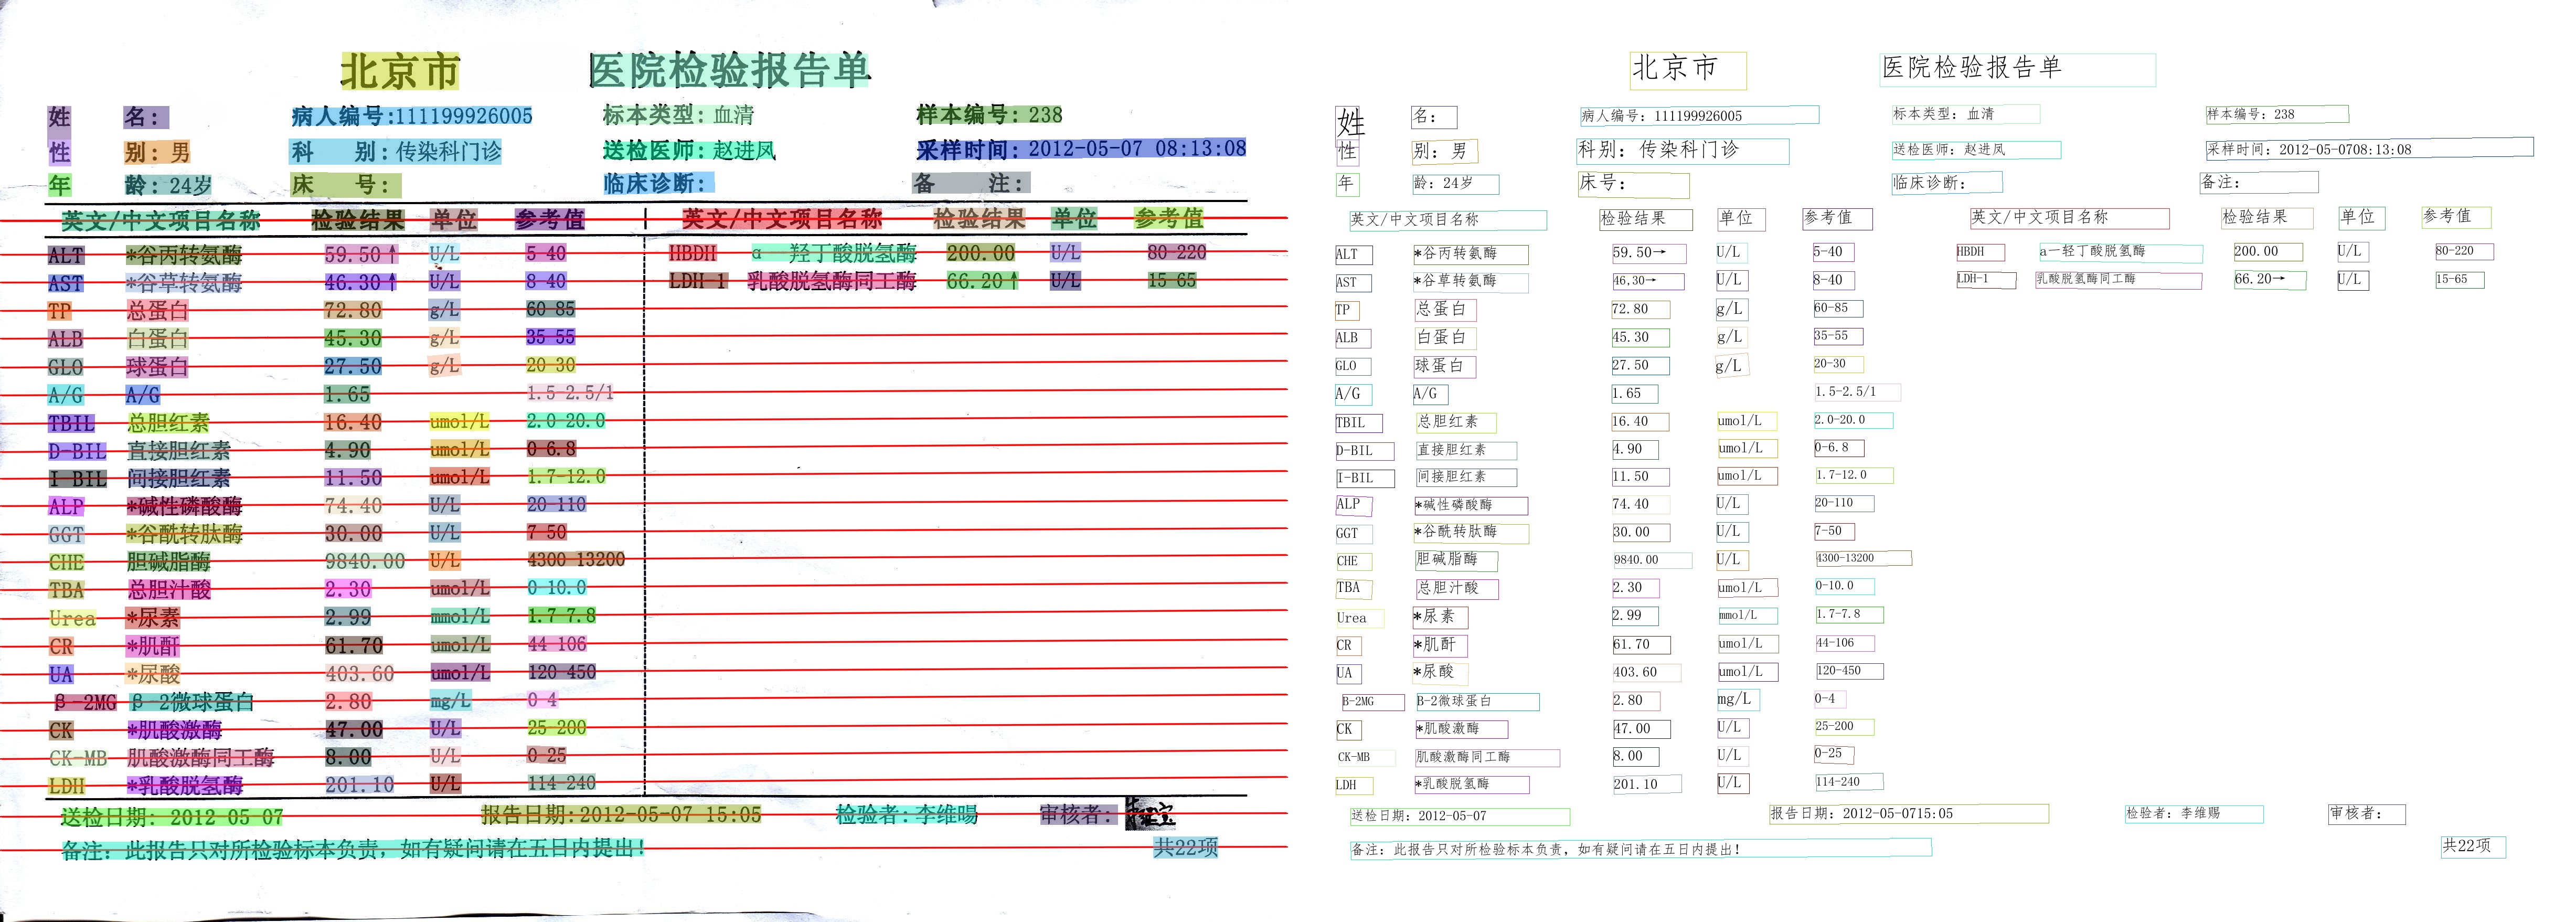 北京市 医院检验报告单
姓 名： 病人编号：111199926005 标本类型：血清 样本编号：238
性 别：男 科 别：传染科门诊 送检医师：赵进凤 采样时间：2012-05-07 08:13:08
年 龄：24岁 床 号： 临床诊断： 备 注：
英文/中文项目名称 检验结果 单位 参考值 英文/中文项目名称 检验结果 单位 参考值
ALT *谷丙转氨酶 59.50↑ U/L 5-40 HBDH α-羟丁酸脱氢酶 200.00 U/L 80-220
AST *谷草转氨酶 46.30↑ U/L 8-40 LDH-1 乳酸脱氢酶同工酶 66.20↑ U/L 15-65
TP 总蛋白 72.80 g/L 60-85
ALB 白蛋白 45.30 g/L 35-55
GLO 球蛋白 27.50 g/L 20-30
A/G A/G 1.65 1.5-2.5/1
TBIL 总胆红素 16.40 umol/L 2.0-20.0
D-BIL 直接胆红素 4.90 umol/L 0-6.8
I-BIL 间接胆红素 11.50 umol/L 1.7-12.0
ALP *碱性磷酸酶 74.40 U/L 20-110
GGT *谷酰转肽酶 30.00 U/L 7-50
CHE 胆碱脂酶 9840.00 U/L 4300-13200
TBA 总胆汁酸 2.30 umol/L 0-10.0
Urea *尿素 2.99 mmol/L 1.7-7.8
CR *肌酐 61.70 umol/L 44-106
UA *尿酸 403.60 umol/L 120-450
β-2MG β-2微球蛋白 2.80 mg/L 0-4
CK *肌酸激酶 47.00 U/L 25-200
CK-MB 肌酸激酶同工酶 8.00 U/L 0-25
LDH *乳酸脱氢酶 201.10 U/L 114-240
送检日期：2012-05-07 报告日期：2012-05-07 15:05 检验者：李维暘 审核者：
备注：此报告只对所检验标本负责，如有疑问请在五日内提出！ 共22项
北京市 医院检验报告单
姓 名： 病人编号：111199926005 标本类型：血清 样本编号：238
性 别：男 科别：传染科门诊 送检医师：赵进凤 采样时间：2012-05-0708:13:08
年 龄：24岁 床号： 临床诊断： 备注：
英文/中文项目名称 检验结果 单位 参考值 英文/中文项目名称 检验结果 单位 参考值
ALT *谷丙转氨酶 59.50→ U/L 5-40 HBDH a一轻丁酸脱氢酶 200.00 U/L 80-220
AST *谷草转氨酶 46.30→ U/L 8-40 LDH-1 乳酸脱氢酶同工酶 66.20→ U/L 15-65
TP 总蛋白 72.80 g/L 60-85
ALB 白蛋白 45.30 g/L 35-55
GLO 球蛋白 27.50 g/L 20-30
A/G A/G 1.65 1.5-2.5/1
TBIL 总胆红素 16.40 umol/L 2.0-20.0
D-BIL 直接胆红素 4.90 umol/L 0-6.8
I-BIL 间接胆红素 11.50 umol/L 1.7-12.0
ALP *碱性磷酸酶 74.40 U/L 20-110
GGT *谷酰转肽酶 30.00 U/L 7-50
CHE 胆碱脂酶 9840.00 U/L 4300-13200
TBA 总胆汁酸 2.30 umol/L 0-10.0
Urea *尿素 2.99 mmol/L 1.7-7.8
CR *肌酐 61.70 umol/L 44-106
UA *尿酸 403.60 umol/L 120-450
B-2MG B-2微球蛋白 2.80 mg/L 0-4
CK *肌酸激酶 47.00 U/L 25-200
CK-MB 肌酸激酶同工酶 8.00 U/L 0-25
LDH *乳酸脱氢酶 201.10 U/L 114-240
送检日期：2012-05-07 报告日期：2012-05-0715:05 检验者：李维赐 审核者：
备注：此报告只对所检验标本负责，如有疑问请在五日内提出！ 共22项